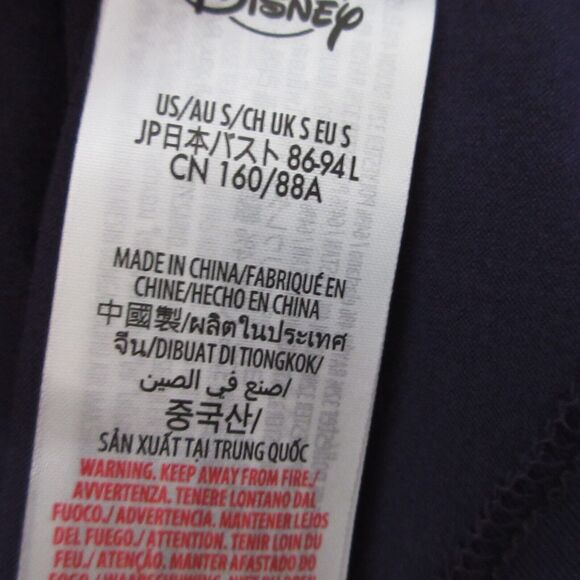 Disney
US/AU S/CH UK S EU S
JP日本バスト 86-94 L
CN 160/88A
MADE IN CHINA/FABRIQUÉ EN
CHINE/HECHO EN CHINA
中國製/ผลิตในประเทศ
จีน/DIBUAT DI TIONGKOK/
صنع في الصين/
중국산/
SẢN XUẤT TẠI TRUNG QUỐC
WARNING. KEEP AWAY FROM FIRE./
AVVERTENZA. TENERE LONTANO DAL
FUOCO./ ADVERTENCIA. MANTENER LEJOS
DEL FUEGO./ ATTENTION. TENIR LOIN DU
FEU./ ATENÇÃO. MANTER AFASTADO DO